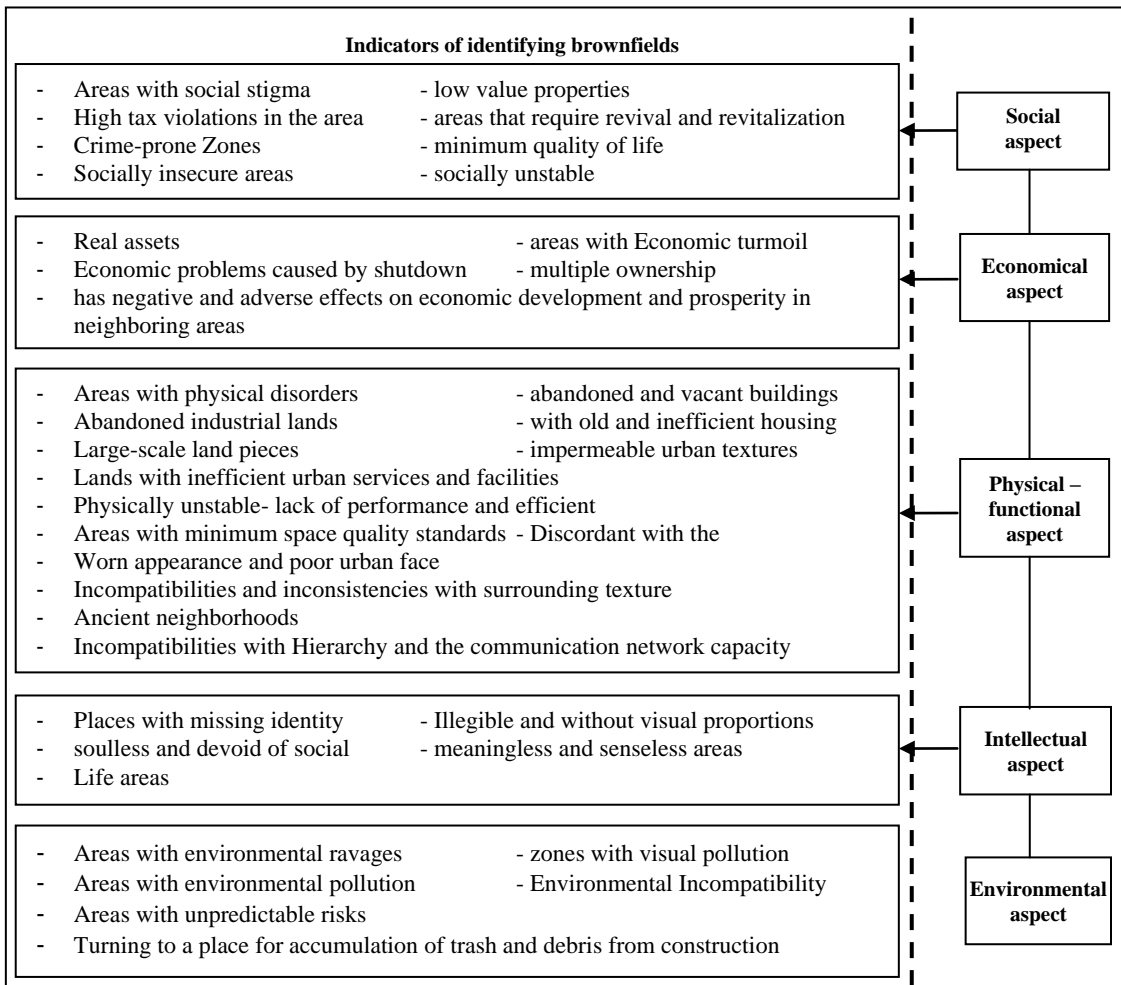 Indicators of identifying brownfields
- Areas with social stigma - low value properties
- High tax violations in the area - areas that require revival and revitalization
- Crime-prone Zones - minimum quality of life
- Socially insecure areas - socially unstable
Social
aspect
- Real assets - areas with Economic turmoil
- Economic problems caused by shutdown - multiple ownership
- has negative and adverse effects on economic development and prosperity in
neighboring areas
Economical
aspect
- Areas with physical disorders - abandoned and vacant buildings
- Abandoned industrial lands - with old and inefficient housing
- Large-scale land pieces - impermeable urban textures
- Lands with inefficient urban services and facilities
- Physically unstable- lack of performance and efficient
- Areas with minimum space quality standards - Discordant with the
- Worn appearance and poor urban face
- Incompatibilities and inconsistencies with surrounding texture
- Ancient neighborhoods
- Incompatibilities with Hierarchy and the communication network capacity
Physical –
functional
aspect
- Places with missing identity - Illegible and without visual proportions
- soulless and devoid of social - meaningless and senseless areas
- Life areas
Intellectual
aspect
- Areas with environmental ravages - zones with visual pollution
- Areas with environmental pollution - Environmental Incompatibility
- Areas with unpredictable risks
- Turning to a place for accumulation of trash and debris from construction
Environmental
aspect